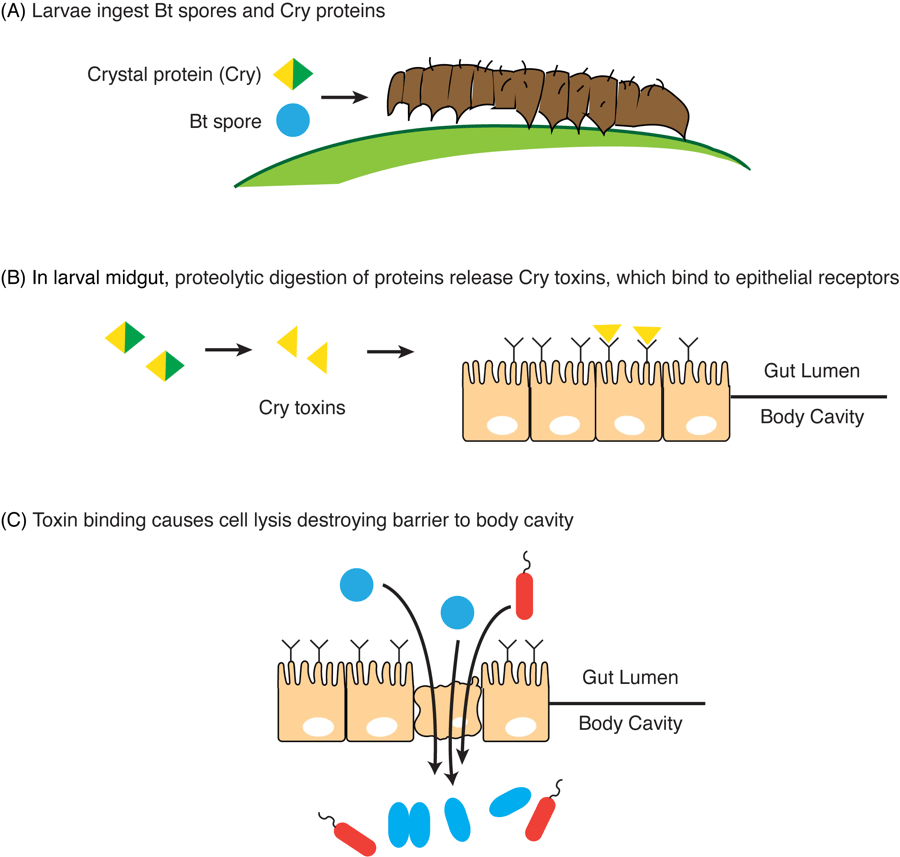 (A) Larvae ingest Bt spores and Cry proteins
Crystal protein (Cry)
Bt spore
(B) In larval midgut, proteolytic digestion of proteins release Cry toxins, which bind to epithelial receptors
Cry toxins
Gut Lumen
Body Cavity
(C) Toxin binding causes cell lysis destroying barrier to body cavity
Gut Lumen
Body Cavity